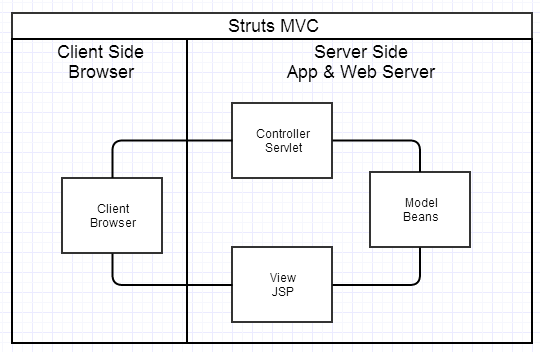 Struts MVC
Client Side
Browser
Server Side
App & Web Server
Controller
Servlet
Client
Browser
Model
Beans
View
JSP